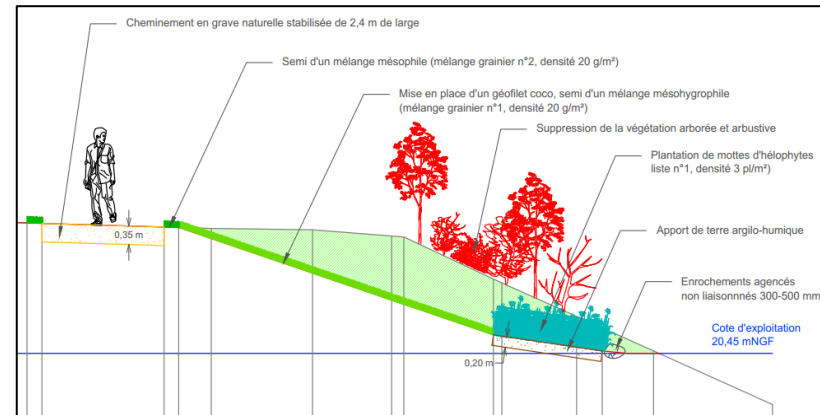 Cheminement en grave naturelle stabilisée de 2,4 m de large
Semi d'un mélange mésophile (mélange grainier n°2, densité 20 g/m²)
Mise en place d'un géofilet coco, semi d'un mélange mésohygrophile
(mélange grainier n°1, densité 20 g/m²)
Suppression de la végétation arborée et arbustive
Plantation de mottes d'hélophytes
liste n°1, densité 3 pl/m²)
Apport de terre argilo-humique
0,35 m
Enrochements agencés
non liaisonnnés 300-500 mm
Cote d'exploitation
20,45 mNGF
0,20 m